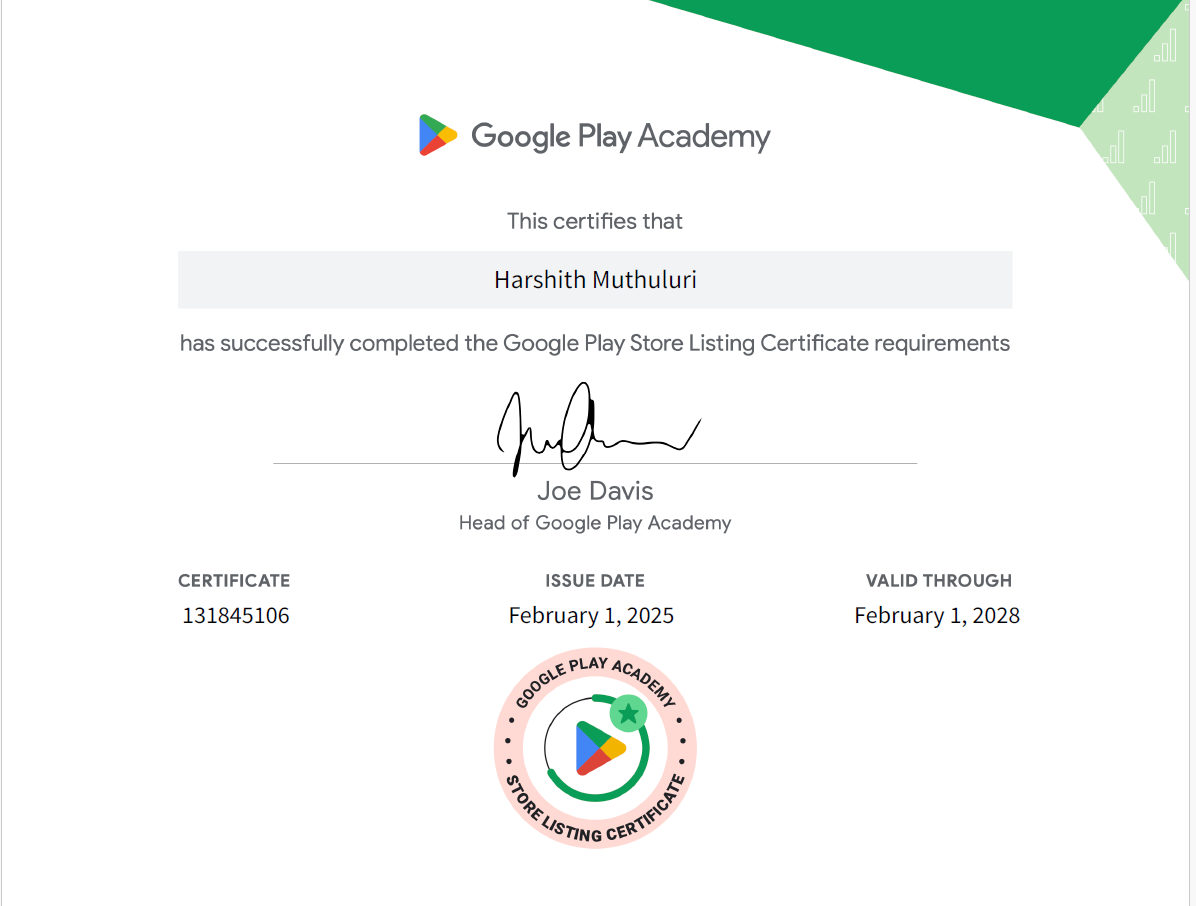 Google Play Academy
This certifies that
Harshith Muthuluri
has successfully completed the Google Play Store Listing Certificate requirements
Joe Davis
Head of Google Play Academy
CERTIFICATE
ISSUE DATE
VALID THROUGH
131845106
February 1, 2025
February 1, 2028
GOOGLE PLAY ACADEMY
STORE LISTING CERTIFICATE